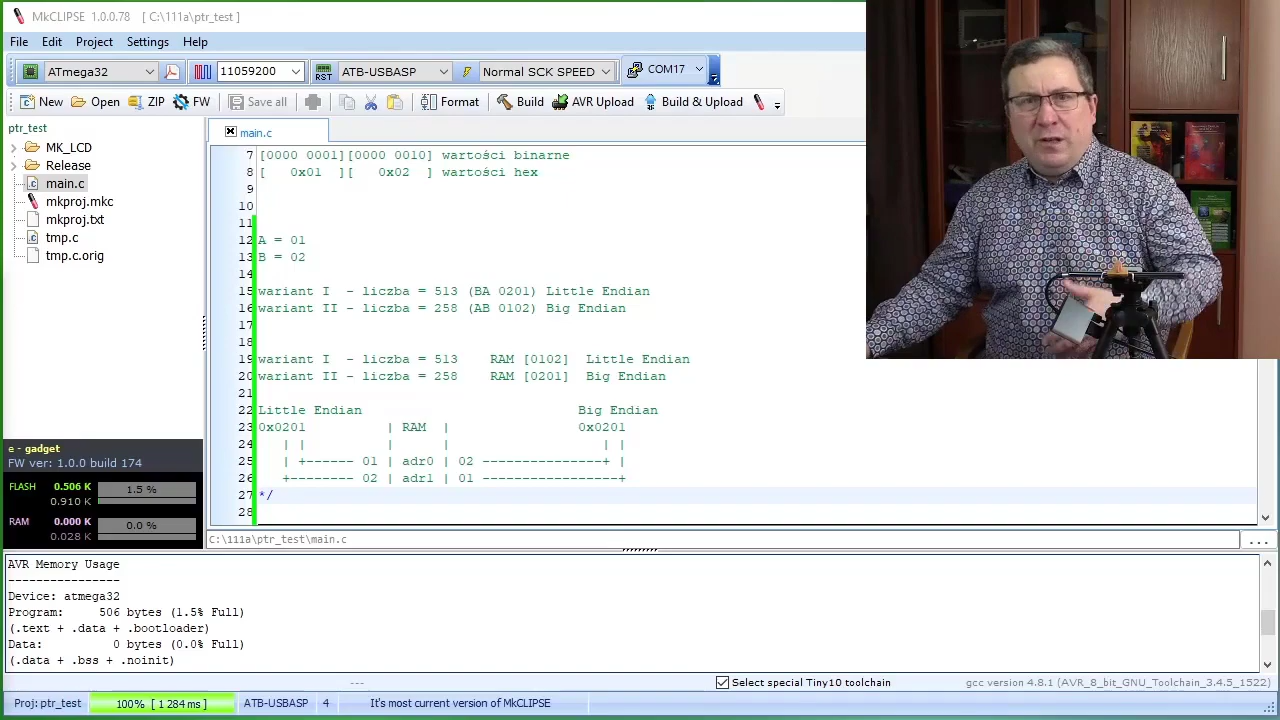 MkCLIPSE 1.0.0.78 [ C:\111a\ptr_test ]
File Edit Project Settings Help
ATmega32 11059200 RST ATB-USBASP Normal SCK SPEED COM17
New Open ZIP FW Save all Format Build AVR Upload Build & Upload
ptr_test
MK_LCD
Release
main.c
mkproj.mkc
mkproj.txt
tmp.c
tmp.c.orig
main.c
7 [0000 0001][0000 0010] wartości binarne
8 [   0x01  ][   0x02  ] wartości hex
9
10
11
12 A = 01
13 B = 02
14
15 wariant I  - liczba = 513 (BA 0201) Little Endian
16 wariant II - liczba = 258 (AB 0102) Big Endian
17
18
19 wariant I  - liczba = 513   RAM [0102]  Little Endian
20 wariant II - liczba = 258   RAM [0201]  Big Endian
21
22 Little Endian                           Big Endian
23 0x0201          | RAM  |                0x0201
24    | |          |      |                   | |
25    | +------ 01 | adr0 | 02 ---------------+ |
26    +-------- 02 | adr1 | 01 -----------------+
27 */
28
C:\111a\ptr_test\main.c ...
e - gadget
FW ver: 1.0.0 build 174
FLASH 0.506 K 1.5 %
0.910 K
RAM 0.000 K 0.0 %
0.028 K
AVR Memory Usage
----------------
Device: atmega32
Program:     506 bytes (1.5% Full)
(.text + .data + .bootloader)
Data:          0 bytes (0.0% Full)
(.data + .bss + .noinit)
--- Select special Tiny10 toolchain gcc version 4.8.1 (AVR_8_bit_GNU_Toolchain_3.4.5_1522)
Proj: ptr_test 100% [ 1 284 ms ] ATB-USBASP 4 It's most current version of MkCLIPSE